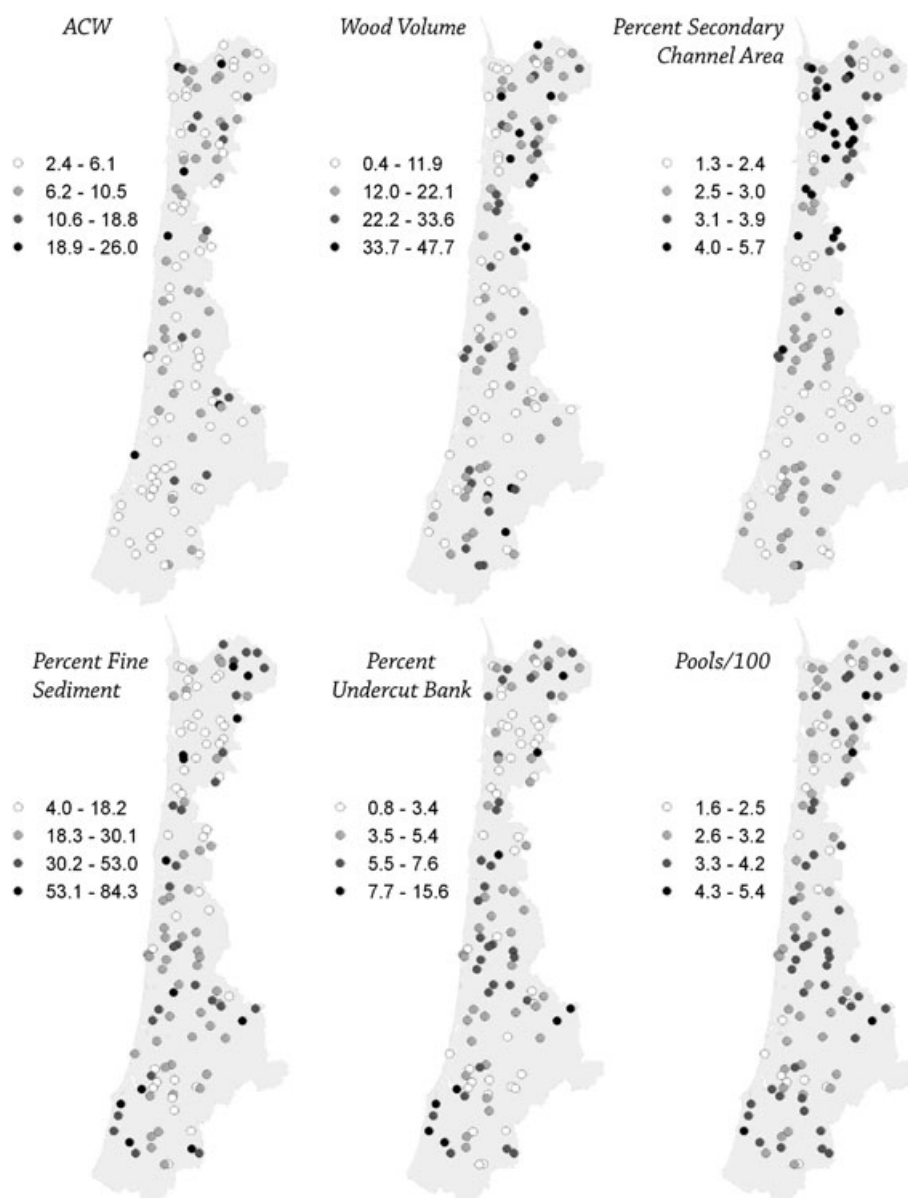 ACW
2.4 - 6.1
6.2 - 10.5
10.6 - 18.8
18.9 - 26.0
Wood Volume
0.4 - 11.9
12.0 - 22.1
22.2 - 33.6
33.7 - 47.7
Percent Secondary
Channel Area
1.3 - 2.4
2.5 - 3.0
3.1 - 3.9
4.0 - 5.7
Percent Fine
Sediment
4.0 - 18.2
18.3 - 30.1
30.2 - 53.0
53.1 - 84.3
Percent
Undercut Bank
0.8 - 3.4
3.5 - 5.4
5.5 - 7.6
7.7 - 15.6
Pools/100
1.6 - 2.5
2.6 - 3.2
3.3 - 4.2
4.3 - 5.4